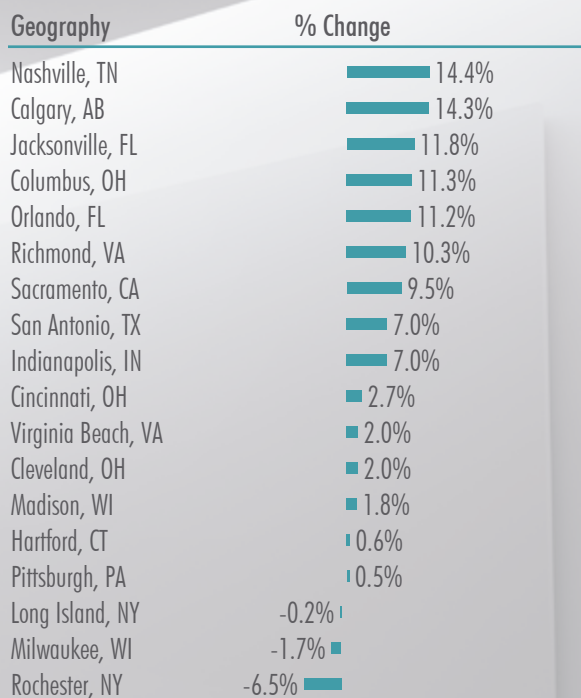 Geography % Change
Nashville, TN 14.4%
Calgary, AB 14.3%
Jacksonville, FL 11.8%
Columbus, OH 11.3%
Orlando, FL 11.2%
Richmond, VA 10.3%
Sacramento, CA 9.5%
San Antonio, TX 7.0%
Indianapolis, IN 7.0%
Cincinnati, OH 2.7%
Virginia Beach, VA 2.0%
Cleveland, OH 2.0%
Madison, WI 1.8%
Hartford, CT 0.6%
Pittsburgh, PA 0.5%
Long Island, NY -0.2%
Milwaukee, WI -1.7%
Rochester, NY -6.5%